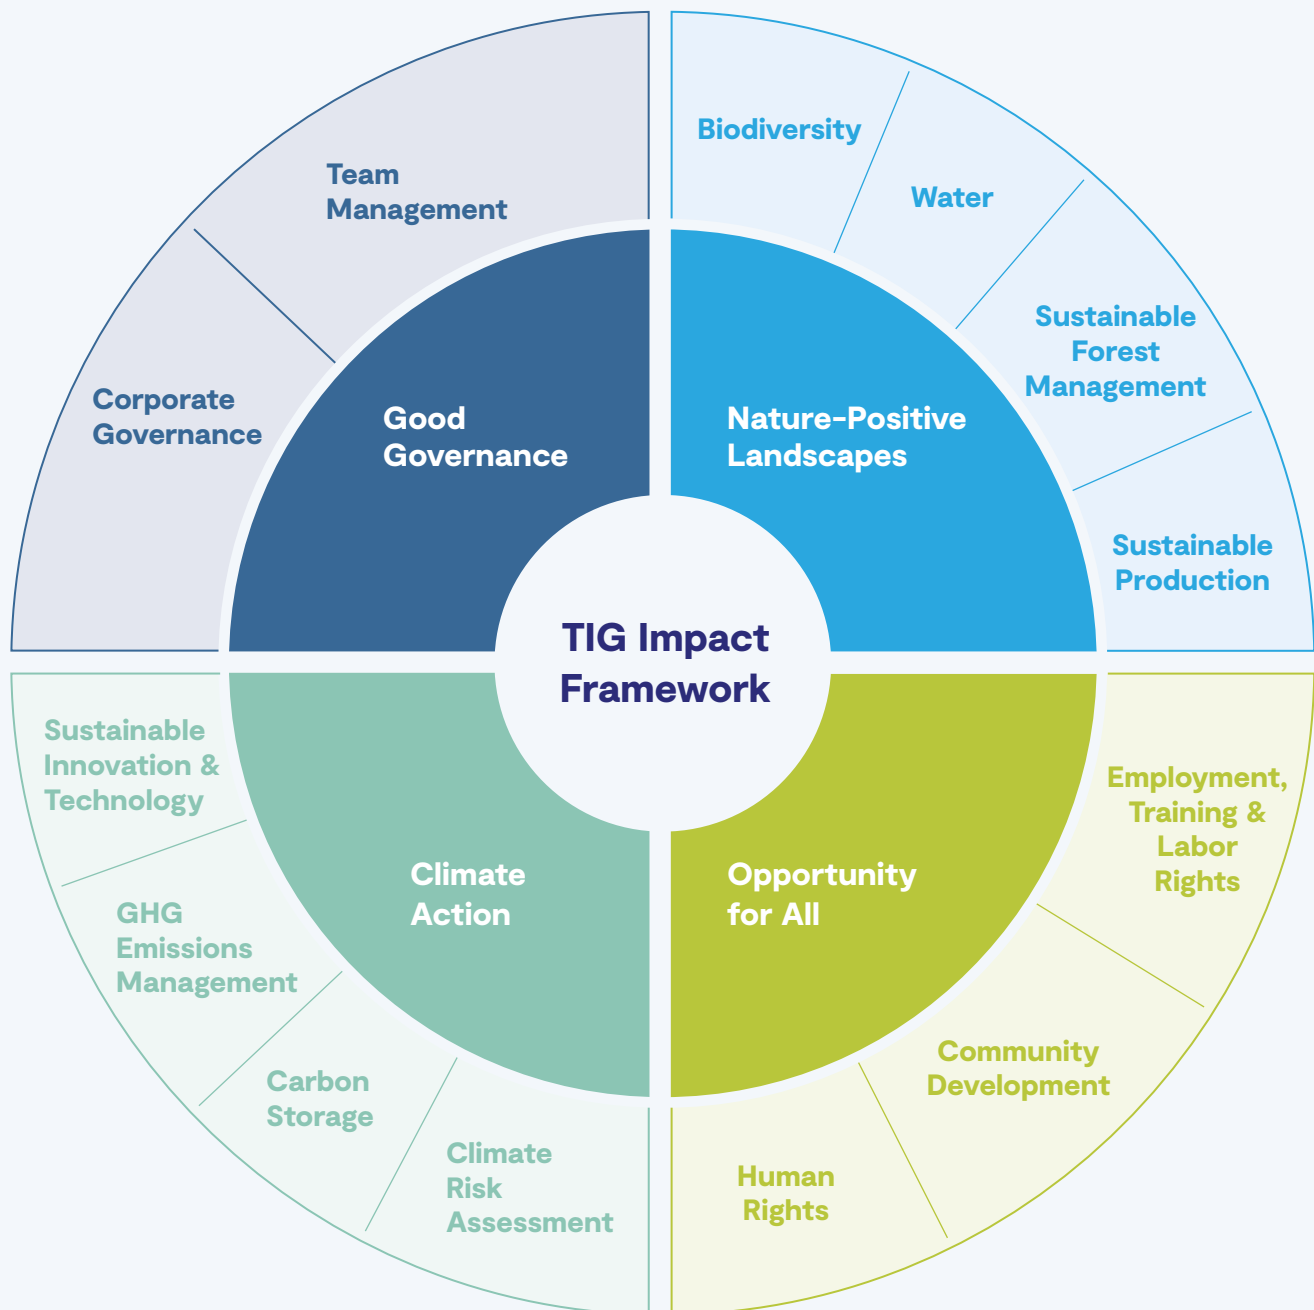 Team
Management
Corporate
Governance
Good
Governance
Biodiversity
Water
Sustainable
Forest
Management
Sustainable
Production
Nature-Positive
Landscapes
TIG Impact
Framework
Sustainable
Innovation &
Technology
GHG
Emissions
Management
Carbon
Storage
Climate
Risk
Assessment
Climate
Action
Opportunity
for All
Employment,
Training &
Labor
Rights
Community
Development
Human
Rights